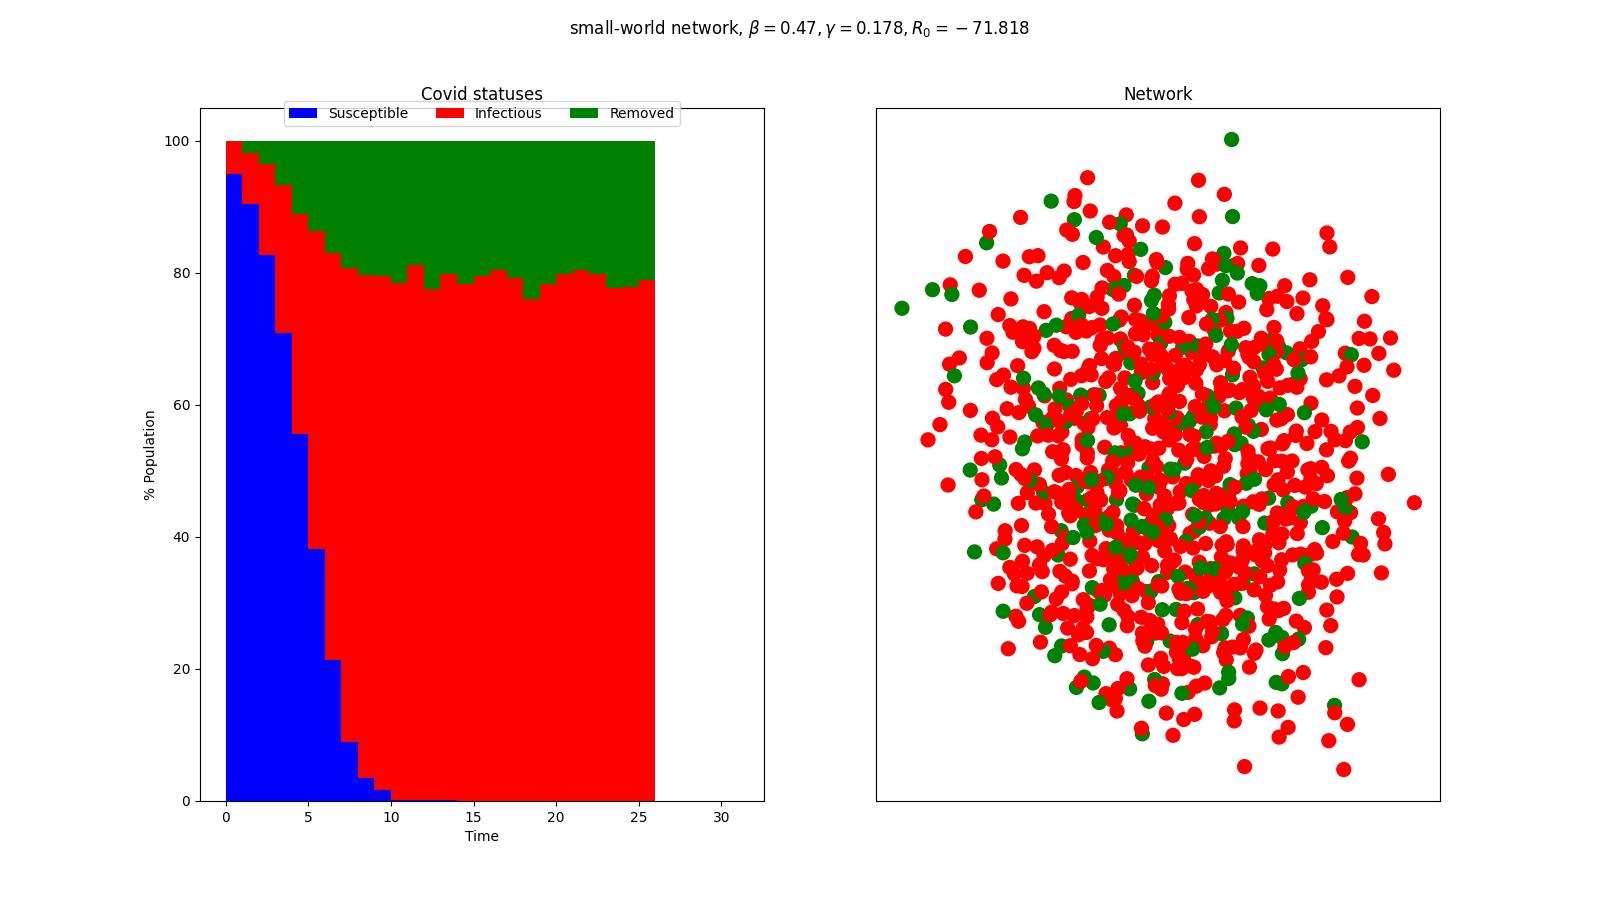 small-world network, β = 0.47, γ = 0.178, R₀ = − 71.818
Covid statuses
Susceptible Infectious Removed
100
80
60
40
20
0
% Population
0 5 10 15 20 25 30
Time
Network